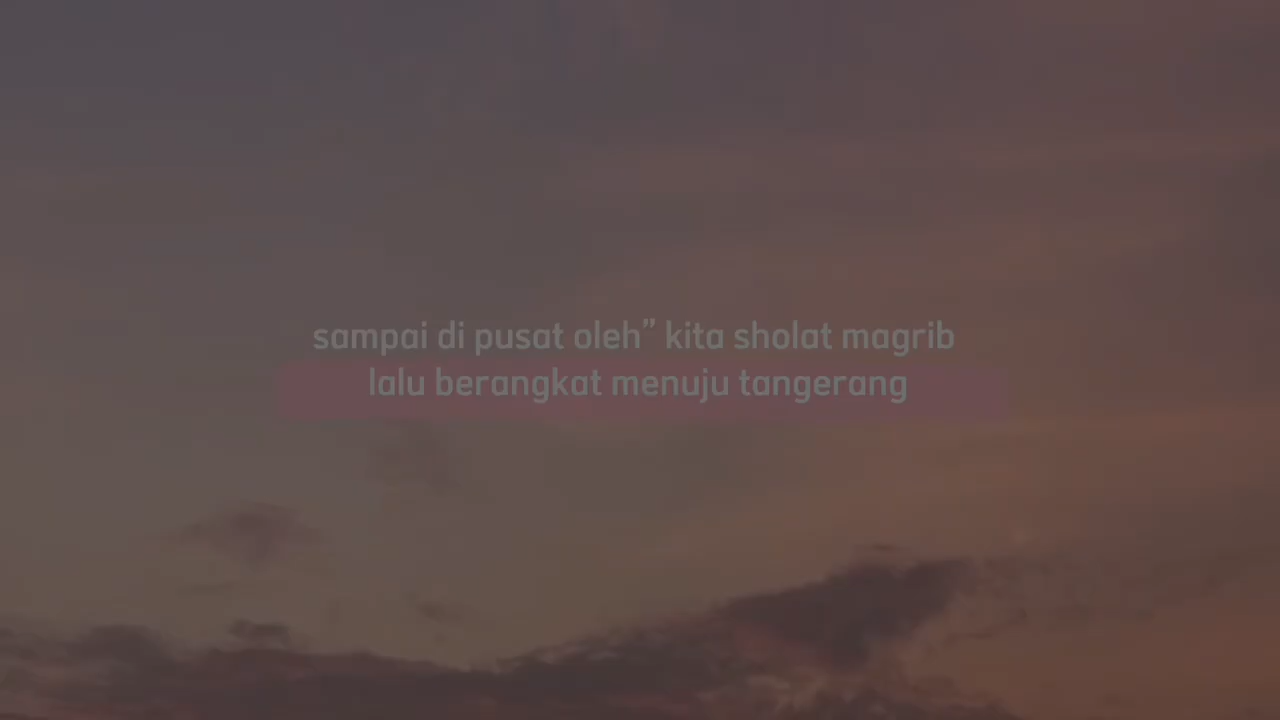 sampai di pusat oleh” kita sholat magrib
lalu berangkat menuju tangerang